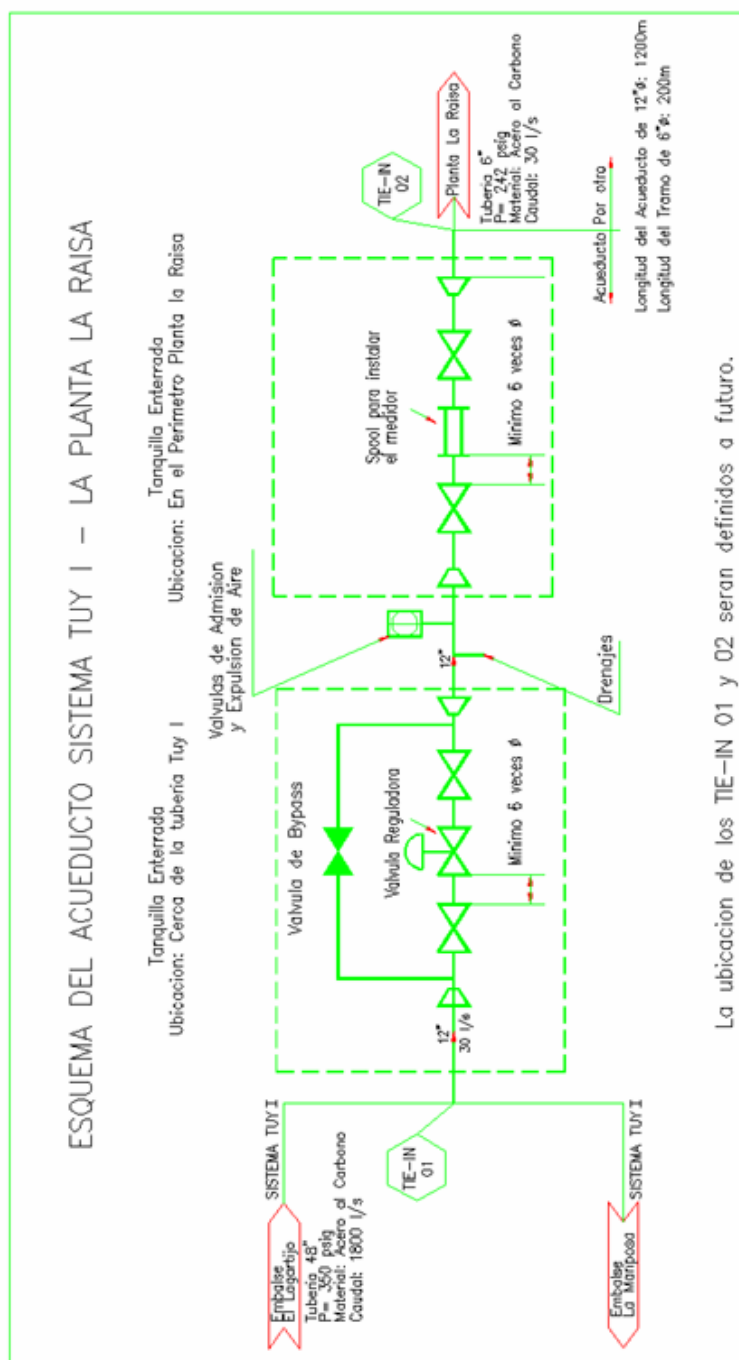 ESQUEMA DEL ACUEDUCTO SISTEMA TUY I – LA PLANTA LA RAISA
Tanquilla Enterrada
Ubicacion: Cerca de la tuberia Tuy I
Tanquilla Enterrada
Ubicacion: En el Perimetro Planta la Raisa
Valvulas de Admision
y Expulsion de Aire
SISTEMA TUY I
Embalse
El Lagartijo
Tuberia 48"
P= 350 psig
Material: Acero al Carbono
Caudal: 1800 l/s
TIE-IN
01
Embalse
La Mariposa
SISTEMA TUY I
12"
30 l/s
Valvula de Bypass
Valvula Reguladora
Minimo 6 veces ø
12"
Drenajes
Spool para instalar
el medidor
Minimo 6 veces ø
TIE-IN
02
Planta La Raisa
Tuberia 6"
P= 242 psig
Material: Acero al Carbono
Caudal: 30 l/s
Acueducto Por otro
Longitud del Acueducto de 12"ø: 1200m
Longitud del Tramo de 6"ø: 200m
La ubicacion de los TIE-IN 01 y 02 seran definidos a futuro.